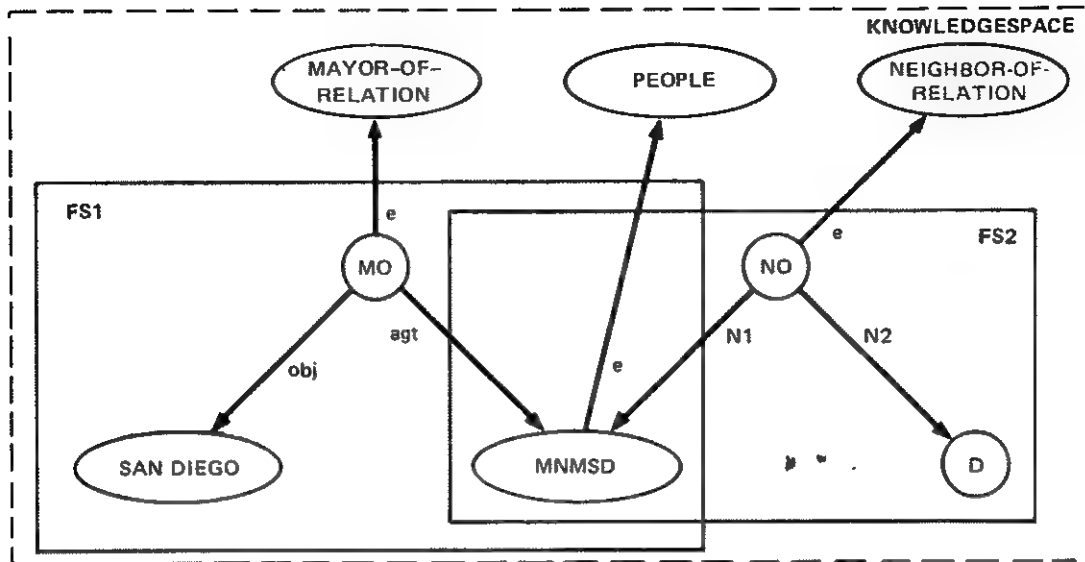 KNOWLEDGESPACE
MAYOR-OF-
RELATION
PEOPLE
NEIGHBOR-OF-
RELATION
FS1
e
e
FS2
MO
NO
agt
N1
N2
obj
e
SAN DIEGO
MNMSD
D